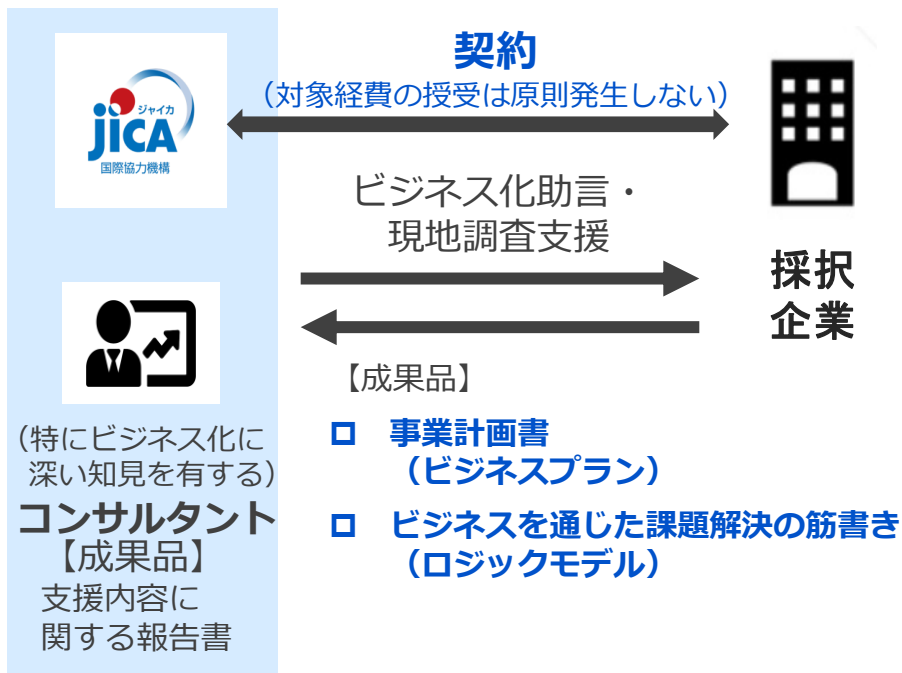 ジャイカ
jICA
国際協力機構
契約
（対象経費の授受は原則発生しない）
ビジネス化助言・
現地調査支援
採択
企業
（特にビジネス化に
深い知見を有する）
コンサルタント
【成果品】
支援内容に
関する報告書
【成果品】
事業計画書
（ビジネスプラン）
ビジネスを通じた課題解決の筋書き
（ロジックモデル）